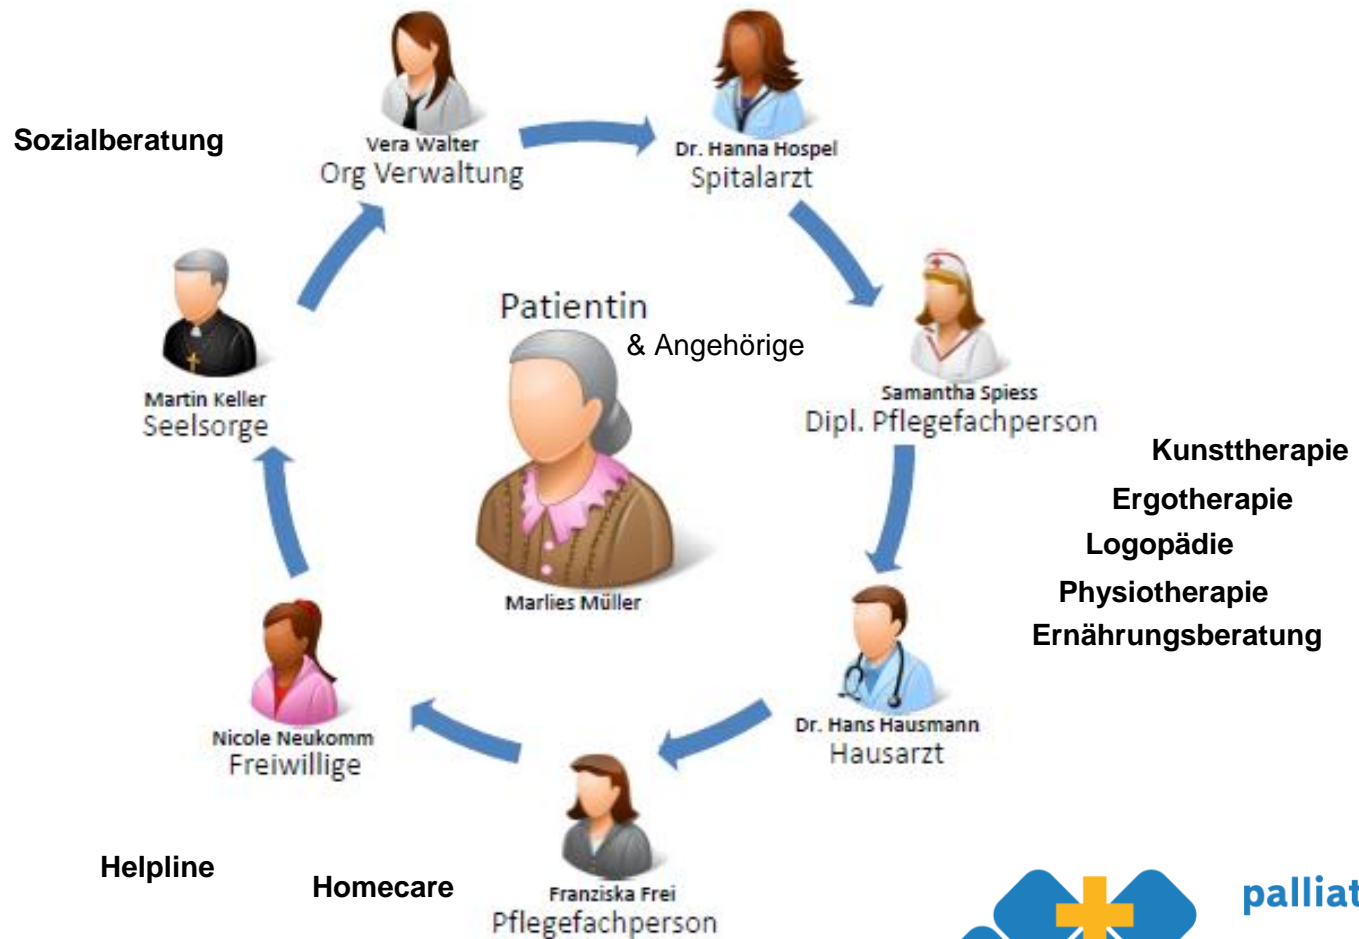 Sozialberatung
Vera Walter
Org Verwaltung
Dr. Hanna Hospel
Spitalarzt
Martin Keller
Seelsorge
Patientin
& Angehörige
Marlies Müller
Samantha Spiess
Dipl. Pflegefachperson
Kunsttherapie
Ergotherapie
Logopädie
Physiotherapie
Ernährungsberatung
Nicole Neukomm
Freiwillige
Dr. Hans Hausmann
Hausarzt
Helpline
Homecare
Franziska Frei
Pflegefachperson
palliat